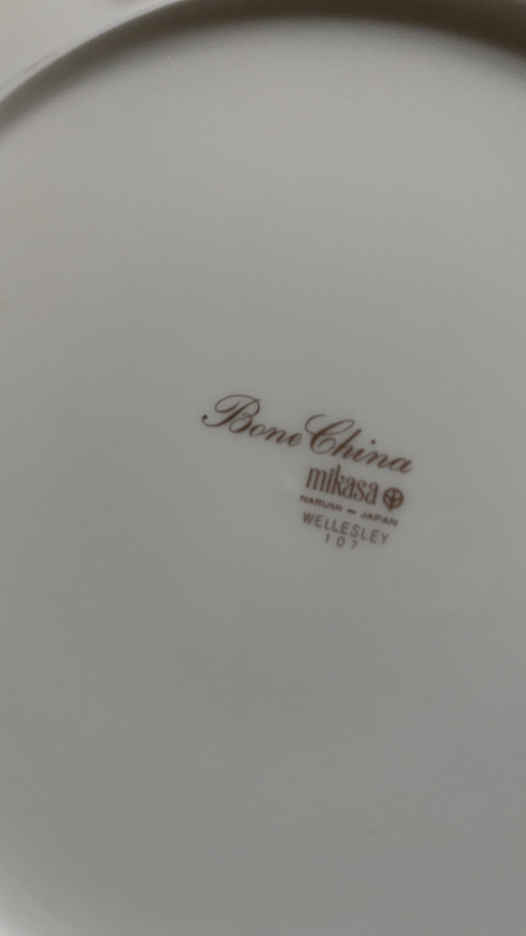 Bone China
mikasa
NARUMI JAPAN
WELLESLEY
107